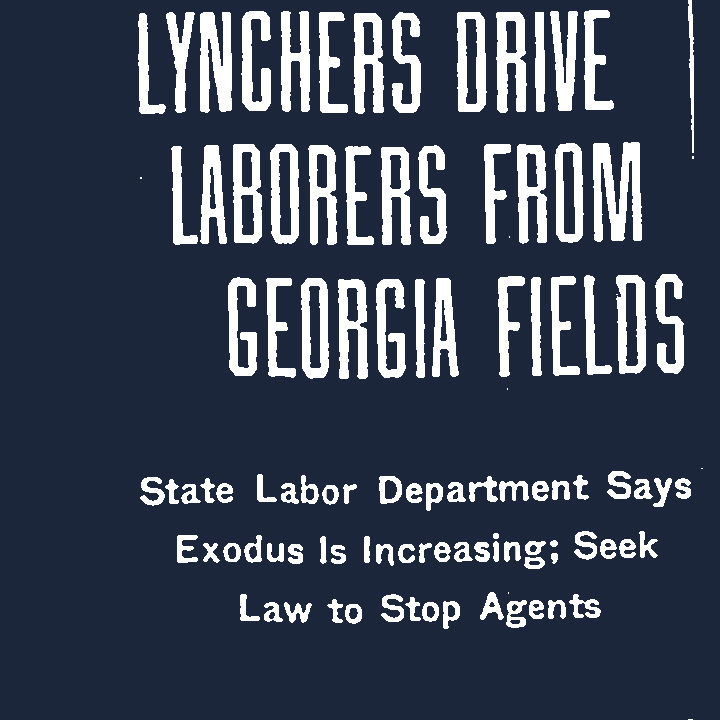 LYNCHERS DRIVE
LABORERS FROM
GEORGIA FIELDS
State Labor Department Says
Exodus Is Increasing; Seek
Law to Stop Agents